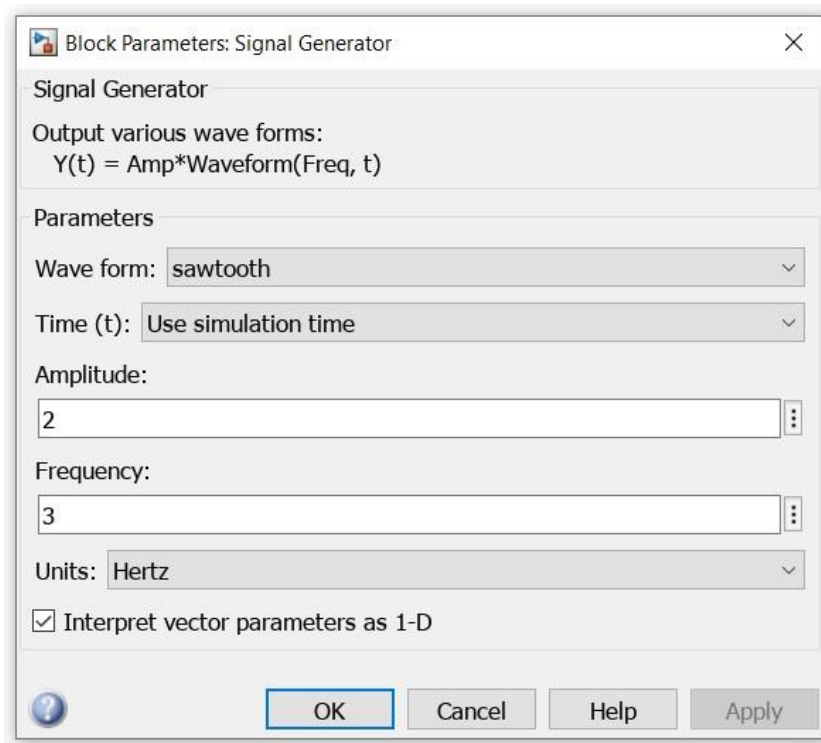 Block Parameters: Signal Generator
Signal Generator
Output various wave forms:
Y(t) = Amp*Waveform(Freq, t)
Parameters
Wave form: sawtooth
Time (t): Use simulation time
Amplitude:
2
Frequency:
3
Units: Hertz
Interpret vector parameters as 1-D
OK Cancel Help Apply